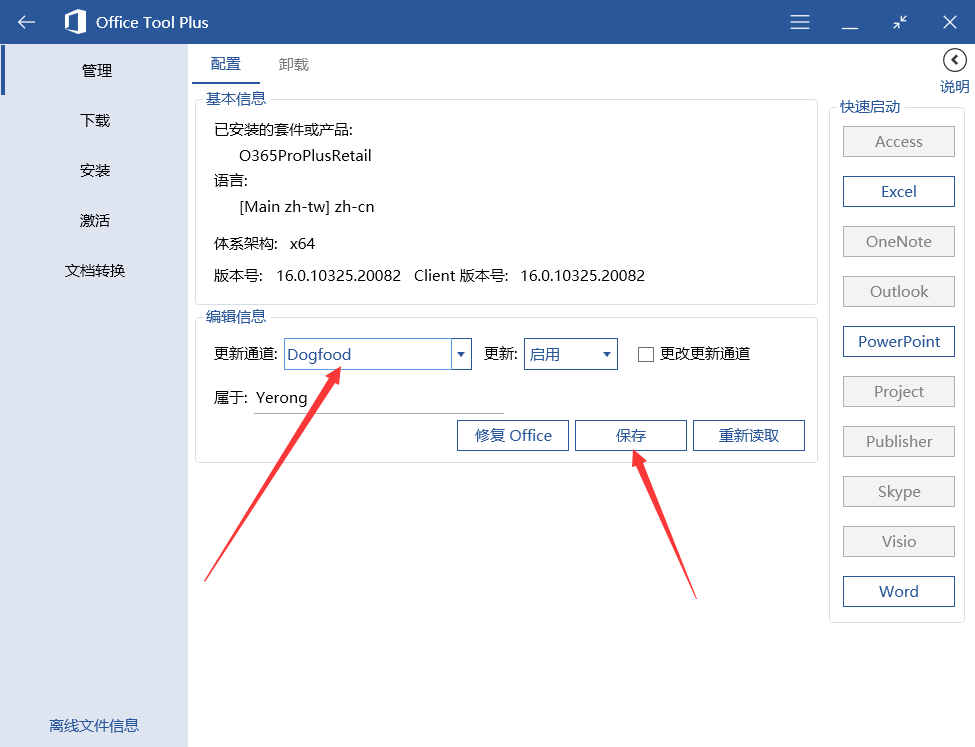 Office Tool Plus
管理
下载
安装
激活
文档转换
离线文件信息
配置 卸载
说明
基本信息
已安装的套件或产品:
O365ProPlusRetail
语言:
[Main zh-tw] zh-cn
体系架构: x64
版本号: 16.0.10325.20082 Client 版本号: 16.0.10325.20082
编辑信息
更新通道: Dogfood 更新: 启用 更改更新通道
属于: Yerong
修复 Office 保存 重新读取
快速启动
Access
Excel
OneNote
Outlook
PowerPoint
Project
Publisher
Skype
Visio
Word